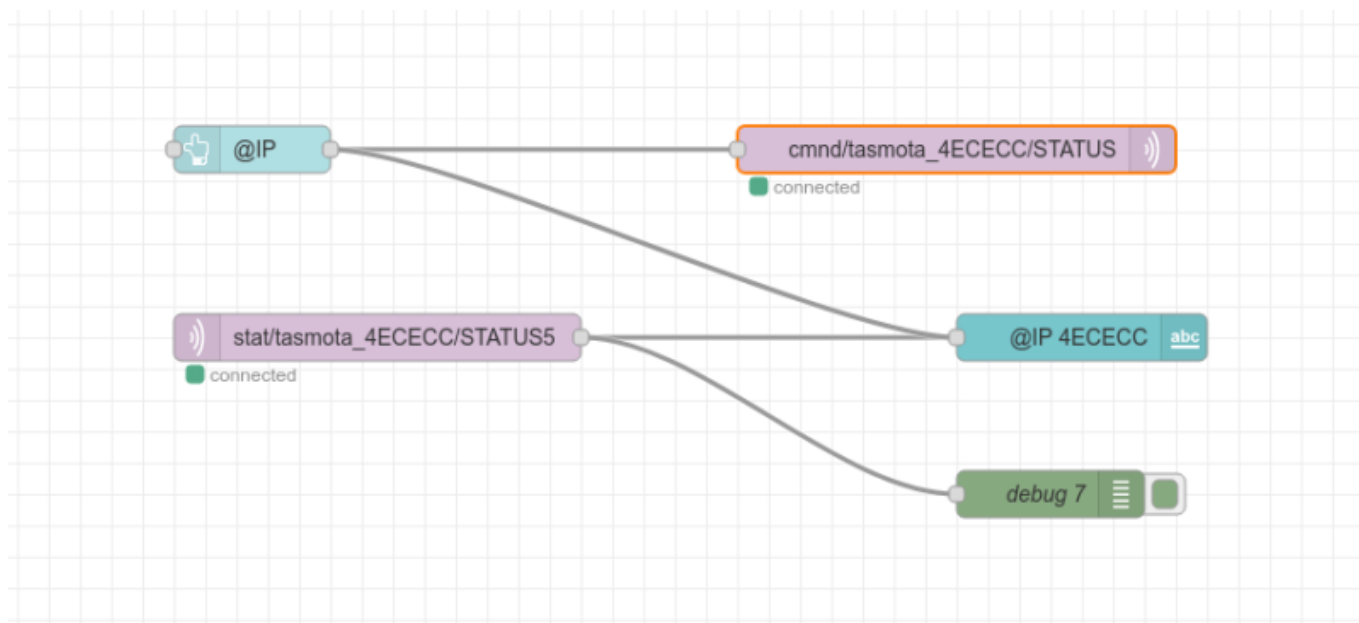 @IP
cmnd/tasmota_4ECECC/STATUS
connected
stat/tasmota_4ECECC/STATUS5
@IP 4ECECC
abc
connected
debug 7